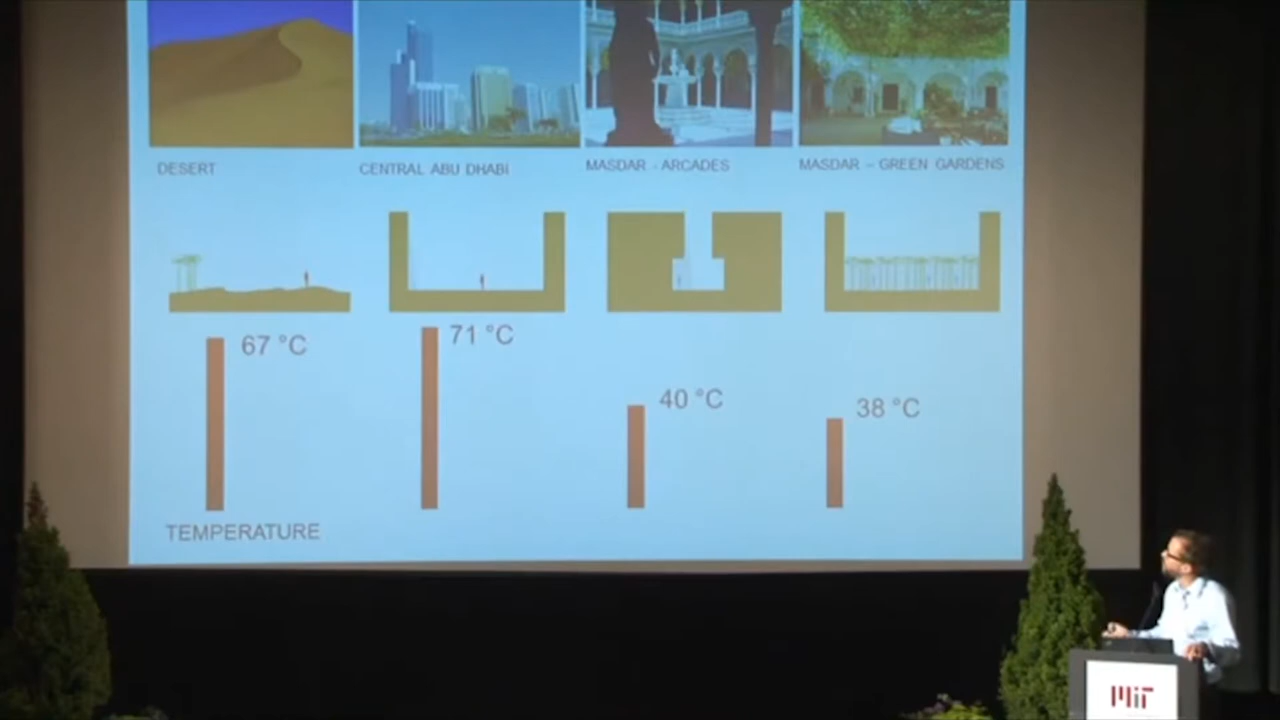 DESERT
CENTRAL ABU DHABI
MASDAR - ARCADES
MASDAR – GREEN GARDENS
67 °C
71 °C
40 °C
38 °C
TEMPERATURE
MIT